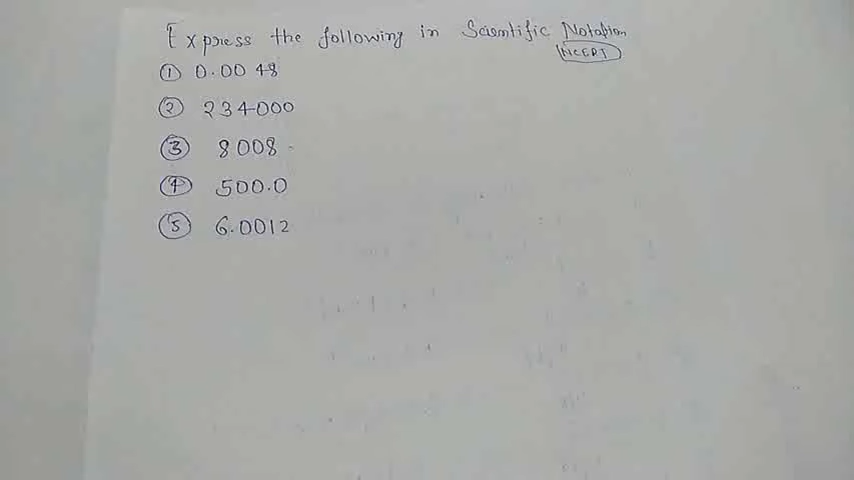 Express the following in Scientific Notation
NCERT
① 0.0048
② 234000
③ 8008
④ 500.0
⑤ 6.0012